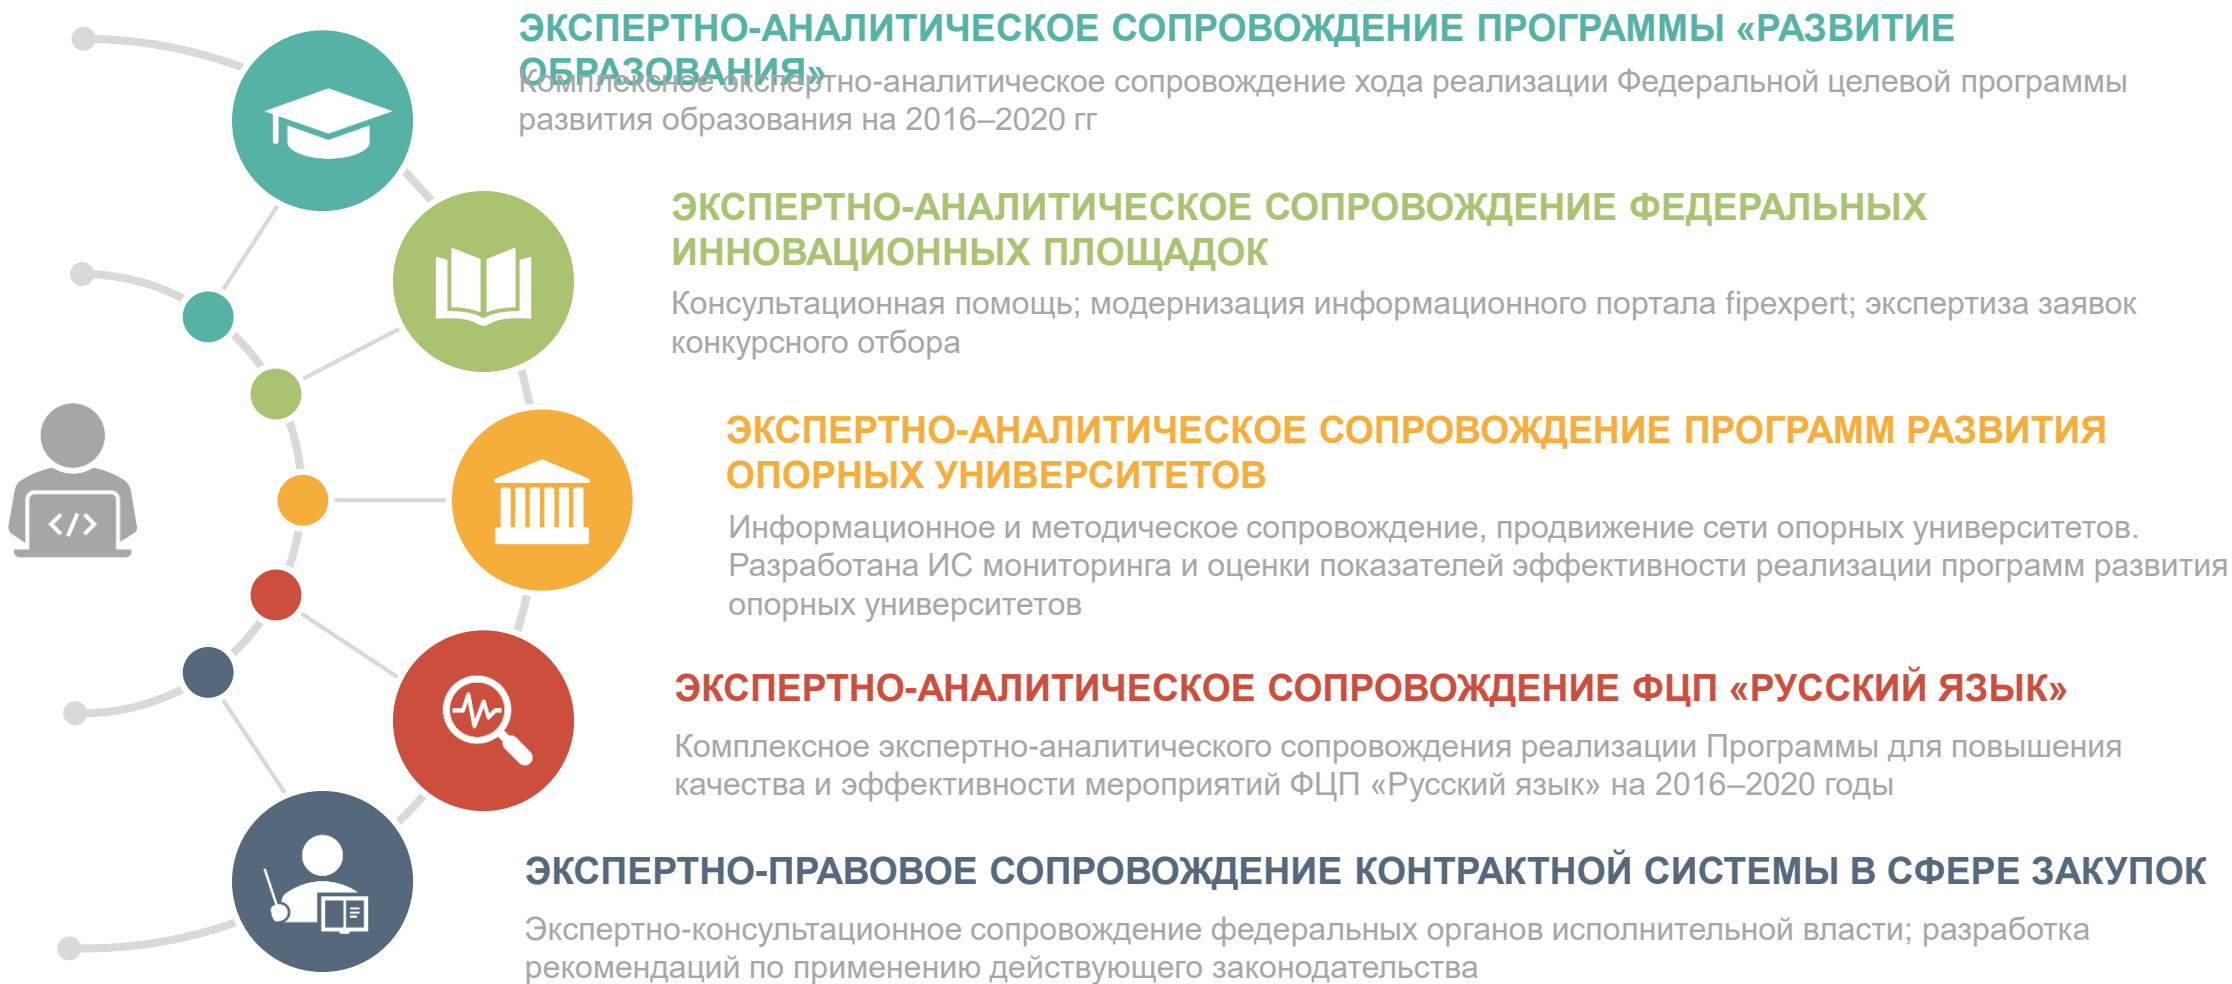 ЭКСПЕРТНО-АНАЛИТИЧЕСКОЕ СОПРОВОЖДЕНИЕ ПРОГРАММЫ «РАЗВИТИЕ
ОБРАЗОВАНИЯ»
Комплексное экспертно-аналитическое сопровождение хода реализации Федеральной целевой программы
развития образования на 2016–2020 гг
ЭКСПЕРТНО-АНАЛИТИЧЕСКОЕ СОПРОВОЖДЕНИЕ ФЕДЕРАЛЬНЫХ
ИННОВАЦИОННЫХ ПЛОЩАДОК
Консультационная помощь; модернизация информационного портала fipexpert; экспертиза заявок
конкурсного отбора
ЭКСПЕРТНО-АНАЛИТИЧЕСКОЕ СОПРОВОЖДЕНИЕ ПРОГРАММ РАЗВИТИЯ
ОПОРНЫХ УНИВЕРСИТЕТОВ
Информационное и методическое сопровождение, продвижение сети опорных университетов.
Разработана ИС мониторинга и оценки показателей эффективности реализации программ развития
опорных университетов
ЭКСПЕРТНО-АНАЛИТИЧЕСКОЕ СОПРОВОЖДЕНИЕ ФЦП «РУССКИЙ ЯЗЫК»
Комплексное экспертно-аналитического сопровождения реализации Программы для повышения
качества и эффективности мероприятий ФЦП «Русский язык» на 2016–2020 годы
ЭКСПЕРТНО-ПРАВОВОЕ СОПРОВОЖДЕНИЕ КОНТРАКТНОЙ СИСТЕМЫ В СФЕРЕ ЗАКУПОК
Экспертно-консультационное сопровождение федеральных органов исполнительной власти; разработка
рекомендаций по применению действующего законодательства